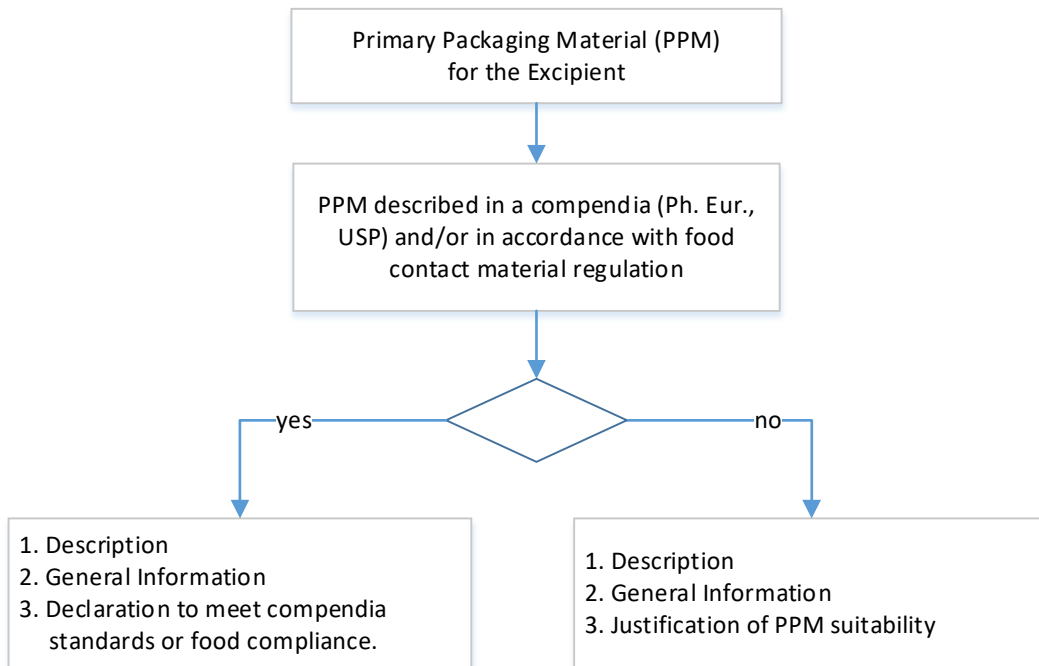 Primary Packaging Material (PPM)
for the Excipient
PPM described in a compendia (Ph. Eur.,
USP) and/or in accordance with food
contact material regulation
yes
no
1. Description
2. General Information
3. Declaration to meet compendia
standards or food compliance.
1. Description
2. General Information
3. Justification of PPM suitability